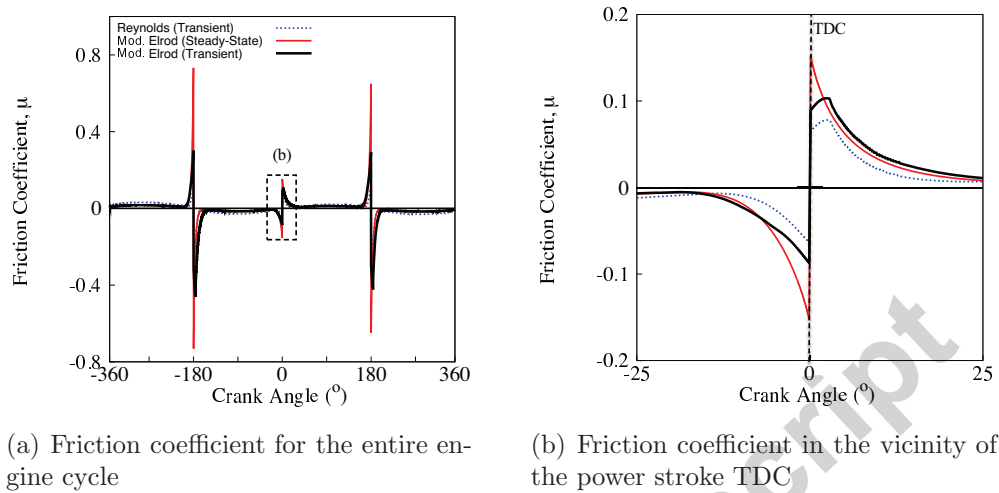 Reynolds (Transient)
Mod. Elrod (Steady-State)
Mod. Elrod (Transient)
0.8
0.4
0
-0.4
-0.8
-360
-180
0
180
360
(b)
Friction Coefficient, μ
Crank Angle (°)
(a) Friction coefficient for the entire en-
gine cycle
TDC
0.2
0.1
0
-0.1
-0.2
-25
0
25
Friction Coefficient, μ
Crank Angle (°)
(b) Friction coefficient in the vicinity of
the power stroke TDC
script